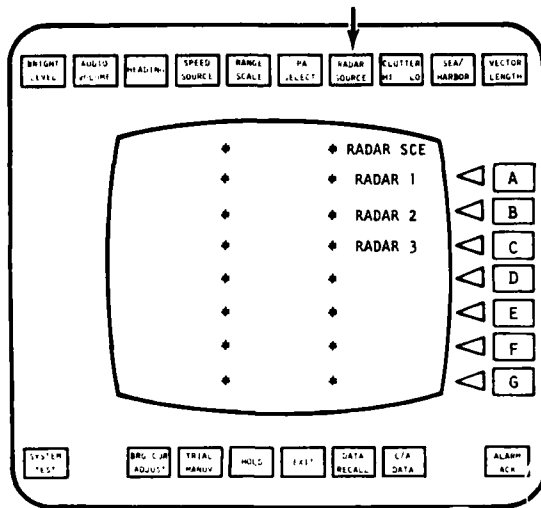 BRIGHT LEVEL
AUDIO VOLUME
HEADING
SPEED SOURCE
RANGE SCALE
PA SELECT
RADAR SOURCE
CLUTTER HI LO
SEA/ HARBOR
VECTOR LENGTH
RADAR SCE
RADAR 1
A
RADAR 2
B
RADAR 3
C
D
E
F
G
SYSTEM TEST
BRG CUR ADJUST
TRIAL MANUV
HOLD
EXIT
DATA RECALL
C/A DATA
ALARM ACK